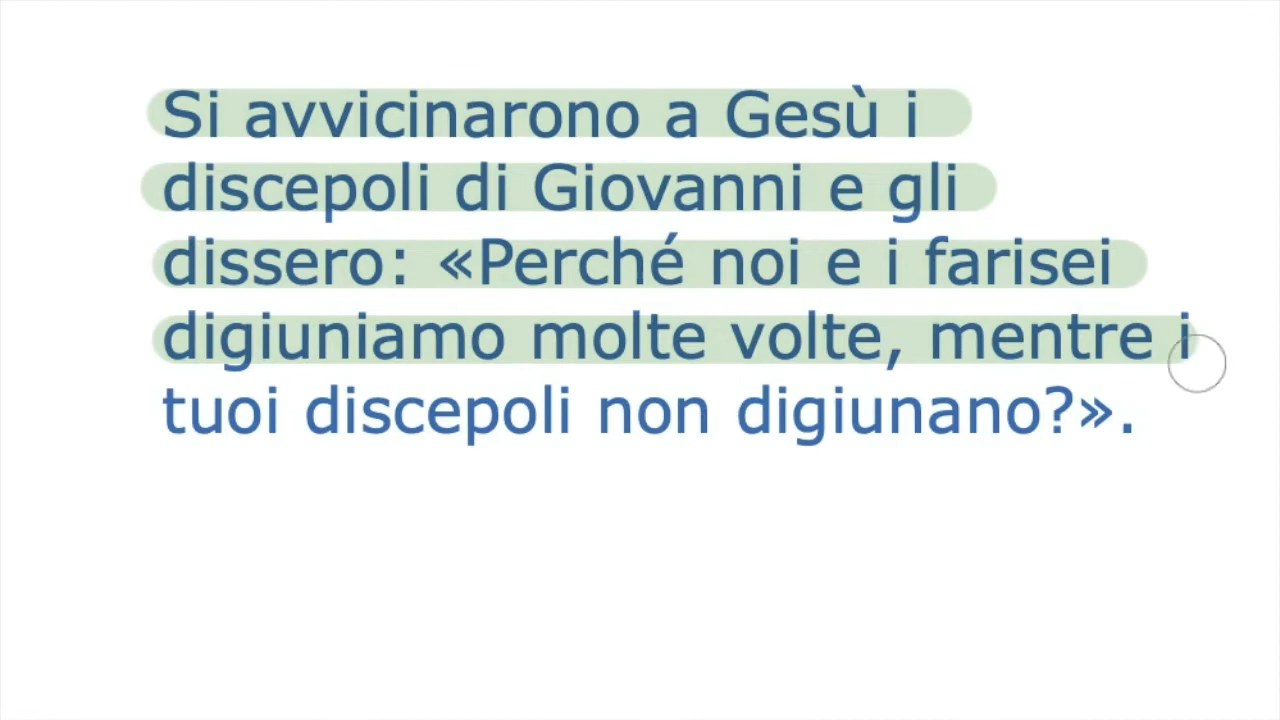 Si avvicinarono a Gesù i
discepoli di Giovanni e gli
dissero: «Perché noi e i farisei
digiuniamo molte volte, mentre i
tuoi discepoli non digiunano?».